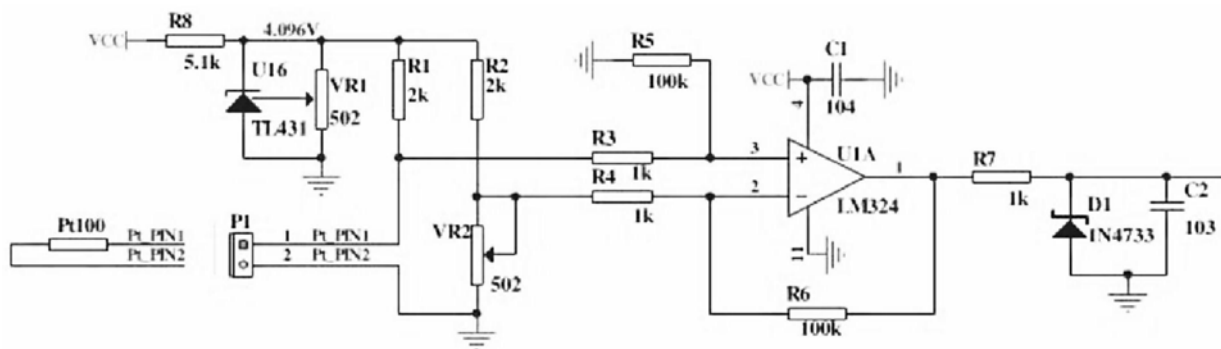 R8
VCC
4.096V
5.1k
U16
VR1
TL431
502
R1
2k
R2
2k
R5
100k
C1
VCC
104
4
R3
3
1k
U1A
1
R4
2
1k
LM324
11
R7
1k
D1
IN4733
C2
103
Pt100
Pt_PIN1
Pt_PIN2
P1
1
Pt_PIN1
2
Pt_PIN2
VR2
502
R6
100k
+
−